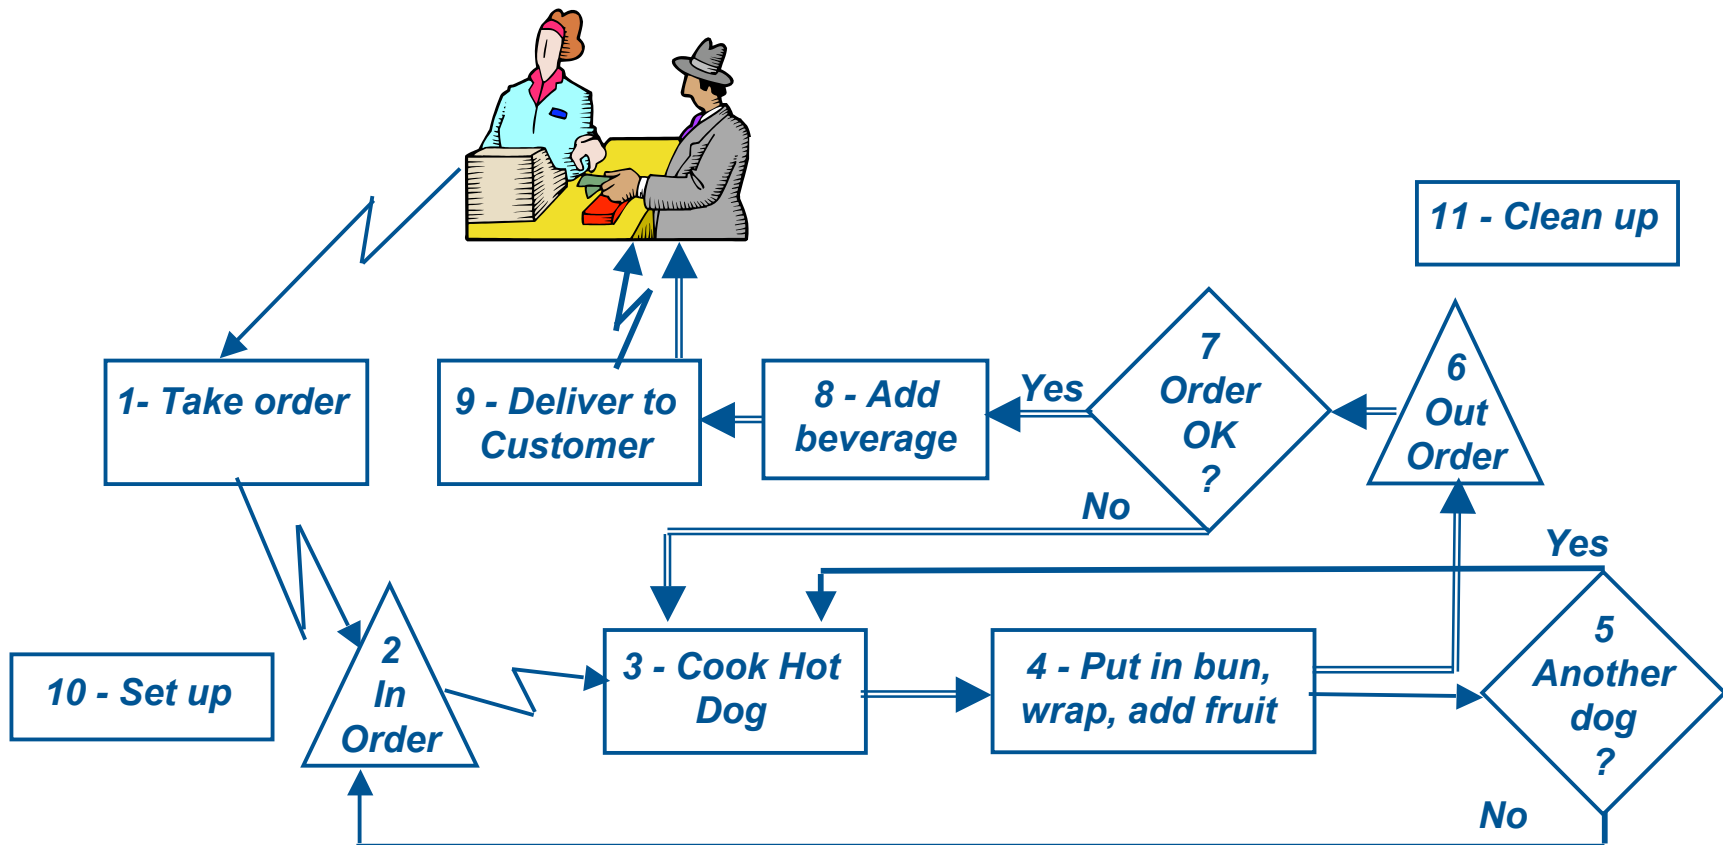 11 - Clean up
1- Take order
9 - Deliver to
Customer
8 - Add
beverage
Yes
7
Order
OK
?
6
Out
Order
No
Yes
10 - Set up
2
In
Order
3 - Cook Hot
Dog
4 - Put in bun,
wrap, add fruit
5
Another
dog
?
No